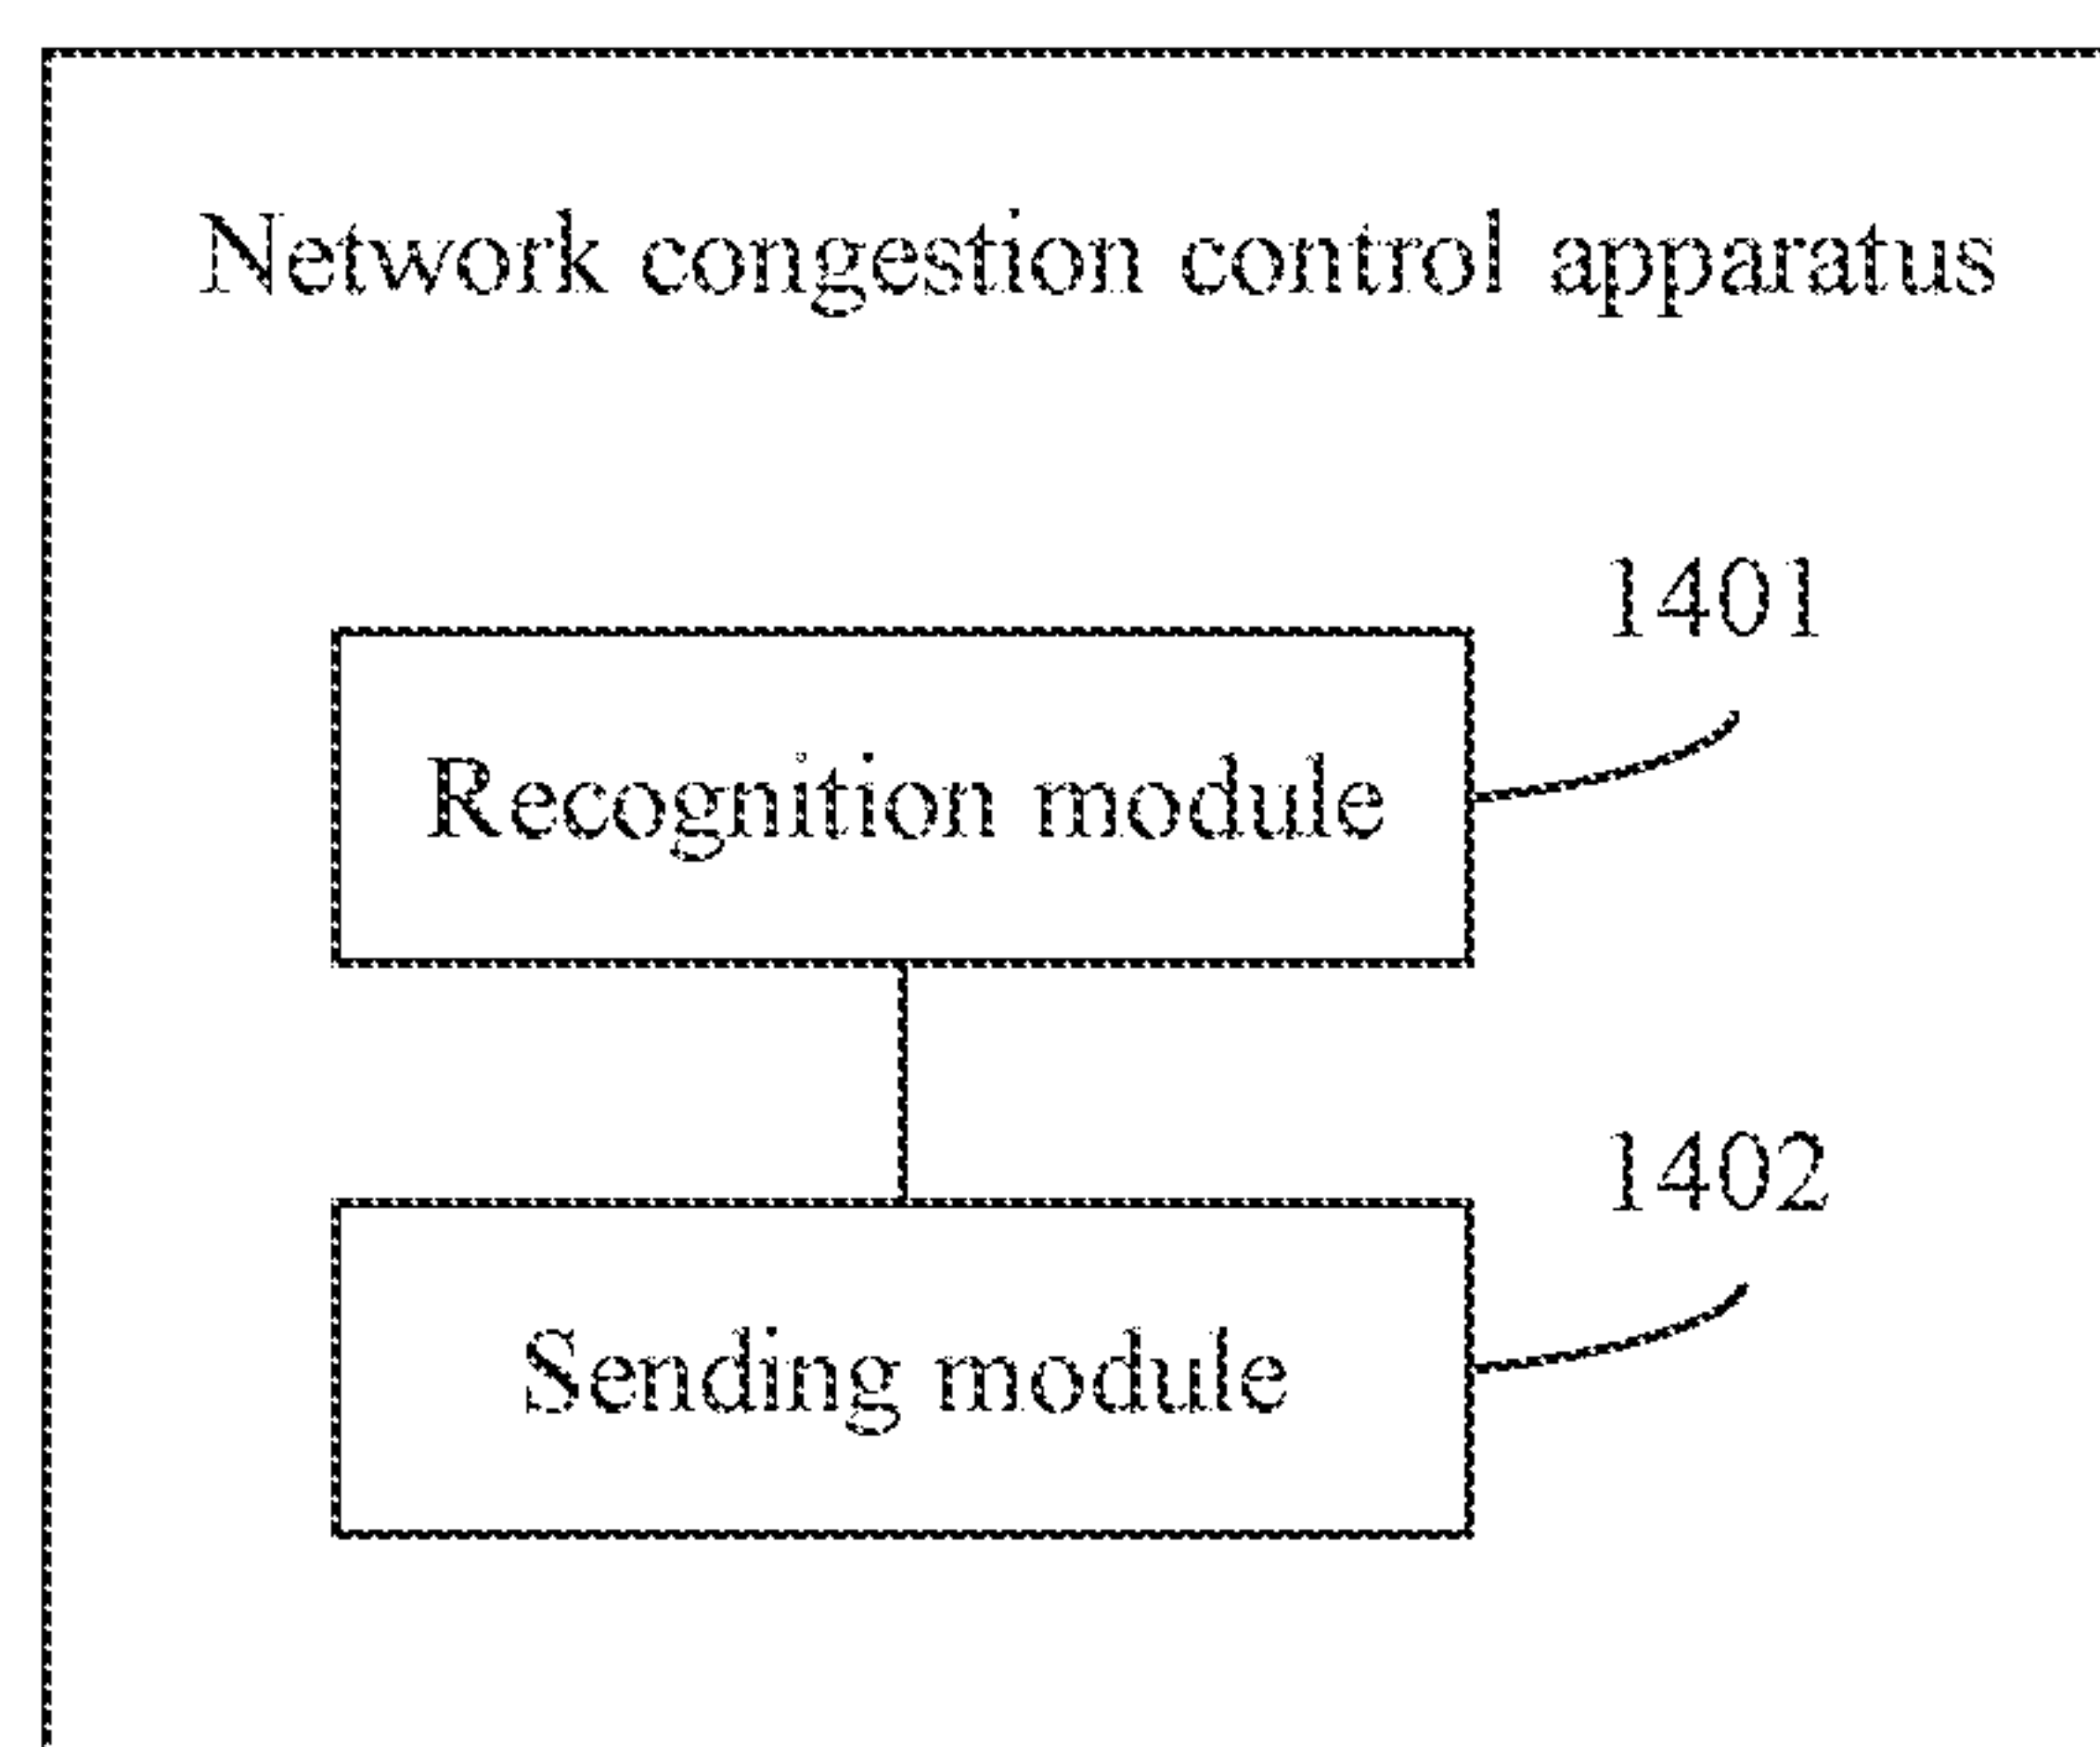 Network congestion control apparatus
1401
Recognition module
1402
Sending module